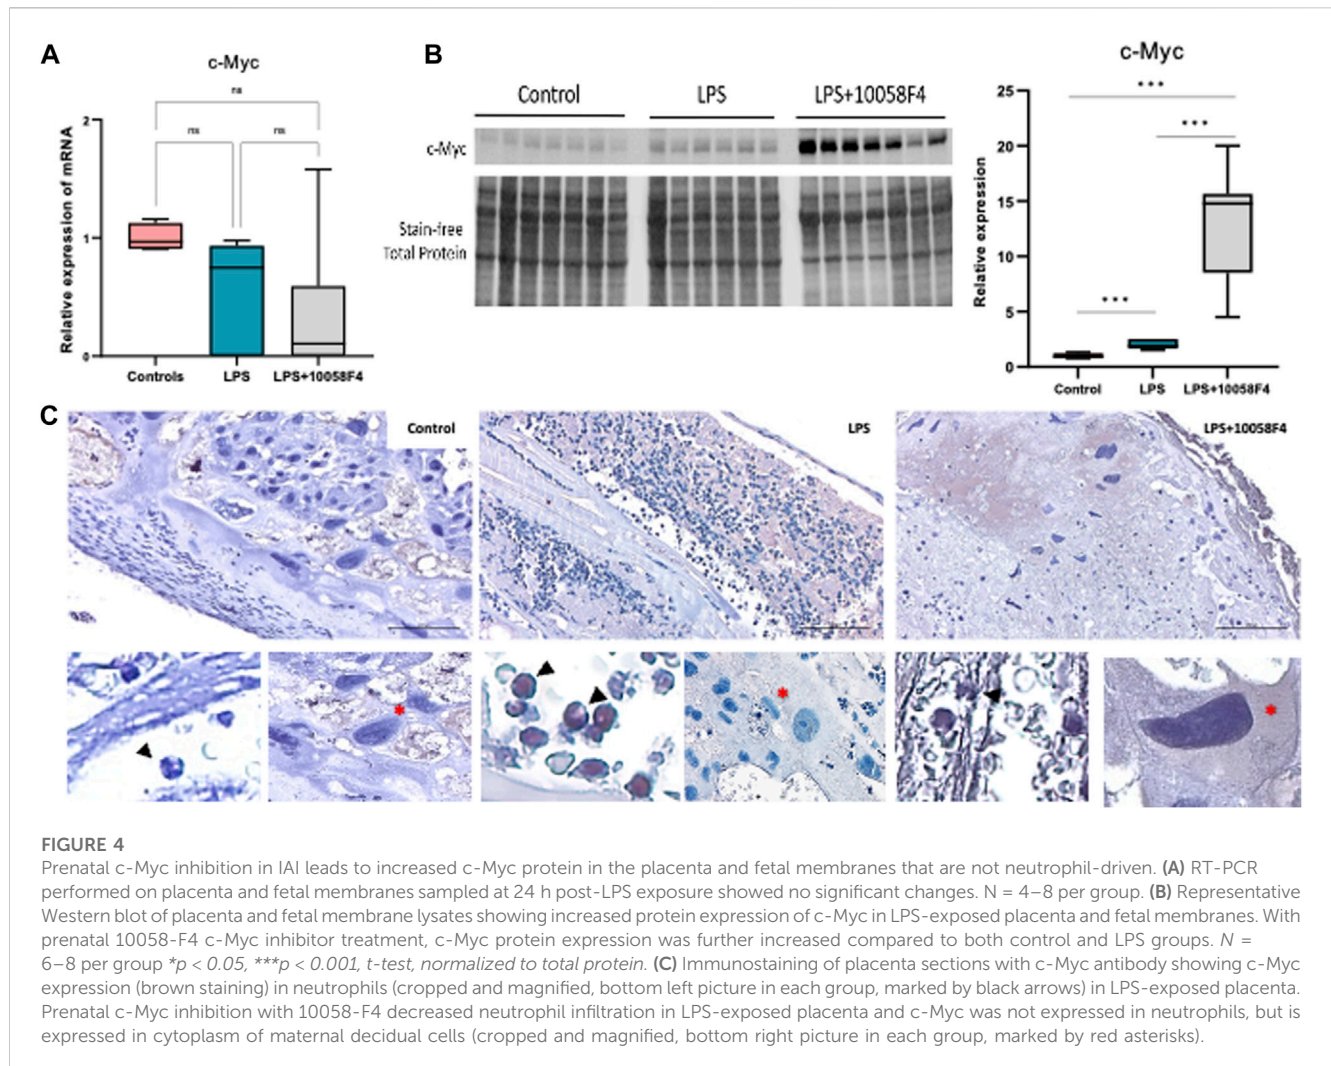 A
c-Myc
ns
ns
ns
Relative expression of mRNA
2
1
0
Controls
LPS
LPS+10058F4
B
Control
LPS
LPS+10058F4
c-Myc
Stain-free
Total Protein
c-Myc
***
***
***
Relative expression
25
20
15
10
5
0
Control
LPS
LPS+10058F4
C
Control
LPS
LPS+10058F4
FIGURE 4
Prenatal c-Myc inhibition in IAI leads to increased c-Myc protein in the placenta and fetal membranes that are not neutrophil-driven. (A) RT-PCR
performed on placenta and fetal membranes sampled at 24 h post-LPS exposure showed no significant changes. N = 4–8 per group. (B) Representative
Western blot of placenta and fetal membrane lysates showing increased protein expression of c-Myc in LPS-exposed placenta and fetal membranes. With
prenatal 10058-F4 c-Myc inhibitor treatment, c-Myc protein expression was further increased compared to both control and LPS groups. N =
6–8 per group *p < 0.05, ***p < 0.001, t-test, normalized to total protein. (C) Immunostaining of placenta sections with c-Myc antibody showing c-Myc
expression (brown staining) in neutrophils (cropped and magnified, bottom left picture in each group, marked by black arrows) in LPS-exposed placenta.
Prenatal c-Myc inhibition with 10058-F4 decreased neutrophil infiltration in LPS-exposed placenta and c-Myc was not expressed in neutrophils, but is
expressed in cytoplasm of maternal decidual cells (cropped and magnified, bottom right picture in each group, marked by red asterisks).